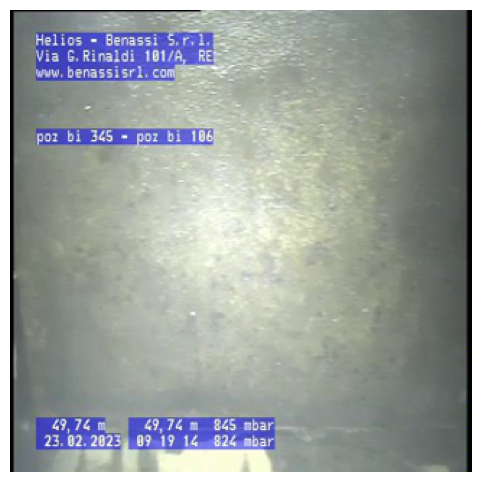 Helios - Benassi S.r.l.
Via G.Rinaldi 101/A, RE
www.benassisrl.com
poz bi 345 - poz bi 106
49,74 m 49,74 m 845 mbar
23.02.2023 09 19 14 824 mbar